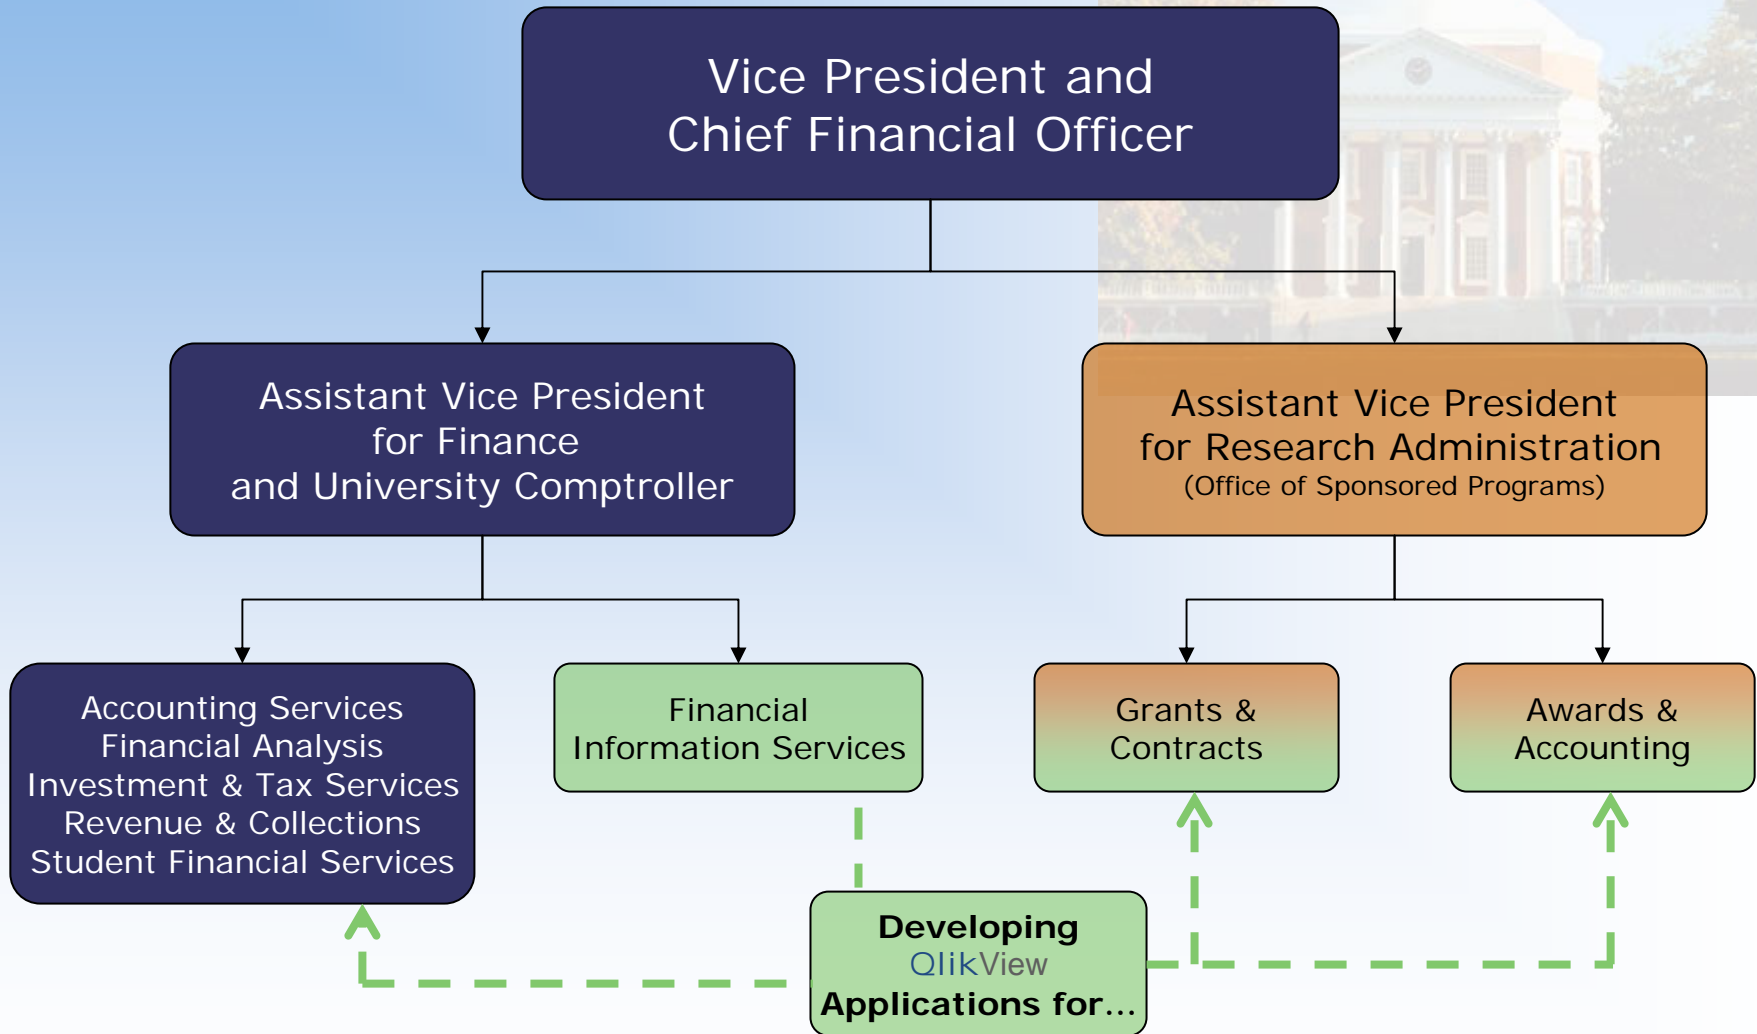 Vice President and
Chief Financial Officer
Assistant Vice President
for Finance
and University Comptroller
Assistant Vice President
for Research Administration
(Office of Sponsored Programs)
Accounting Services
Financial Analysis
Investment & Tax Services
Revenue & Collections
Student Financial Services
Financial
Information Services
Grants &
Contracts
Awards &
Accounting
Developing
QlikView
Applications for...